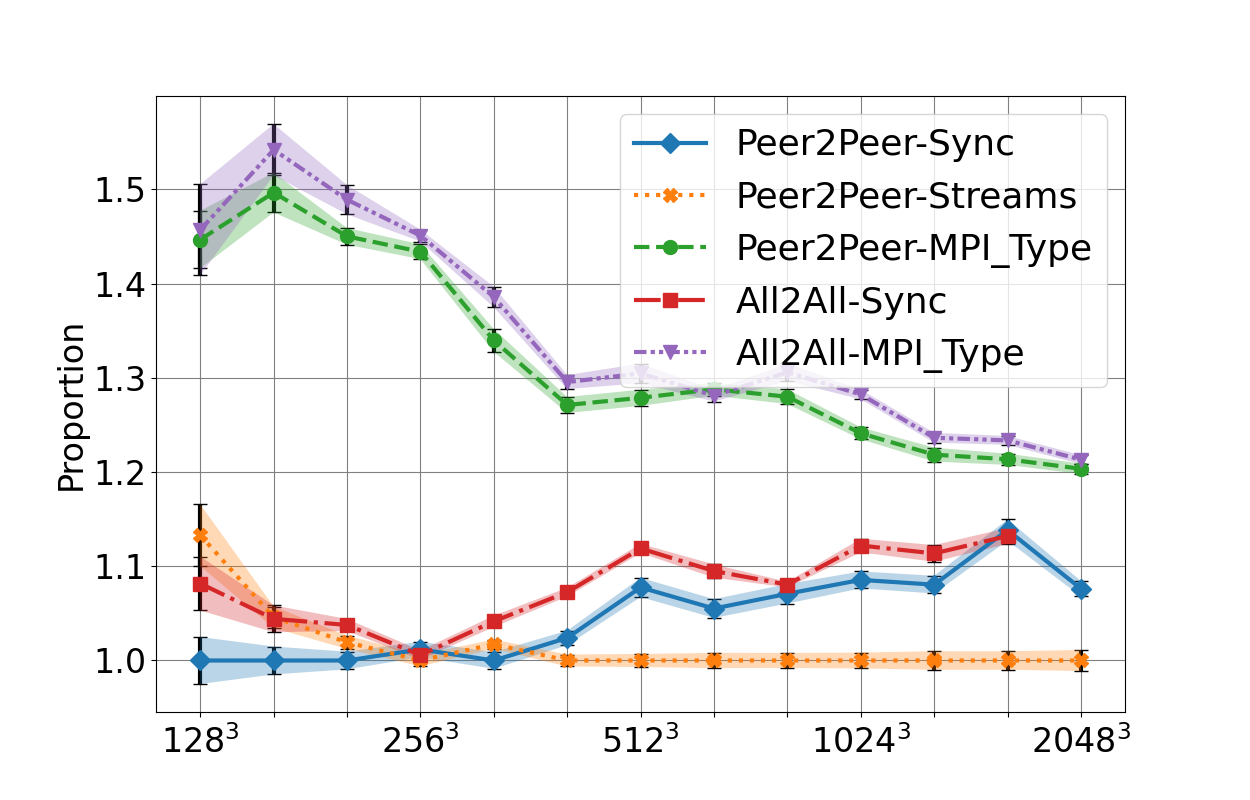 Proportion
1.5
1.4
1.3
1.2
1.1
1.0
128³
256³
512³
1024³
2048³
Peer2Peer-Sync
Peer2Peer-Streams
Peer2Peer-MPI_Type
All2All-Sync
All2All-MPI_Type